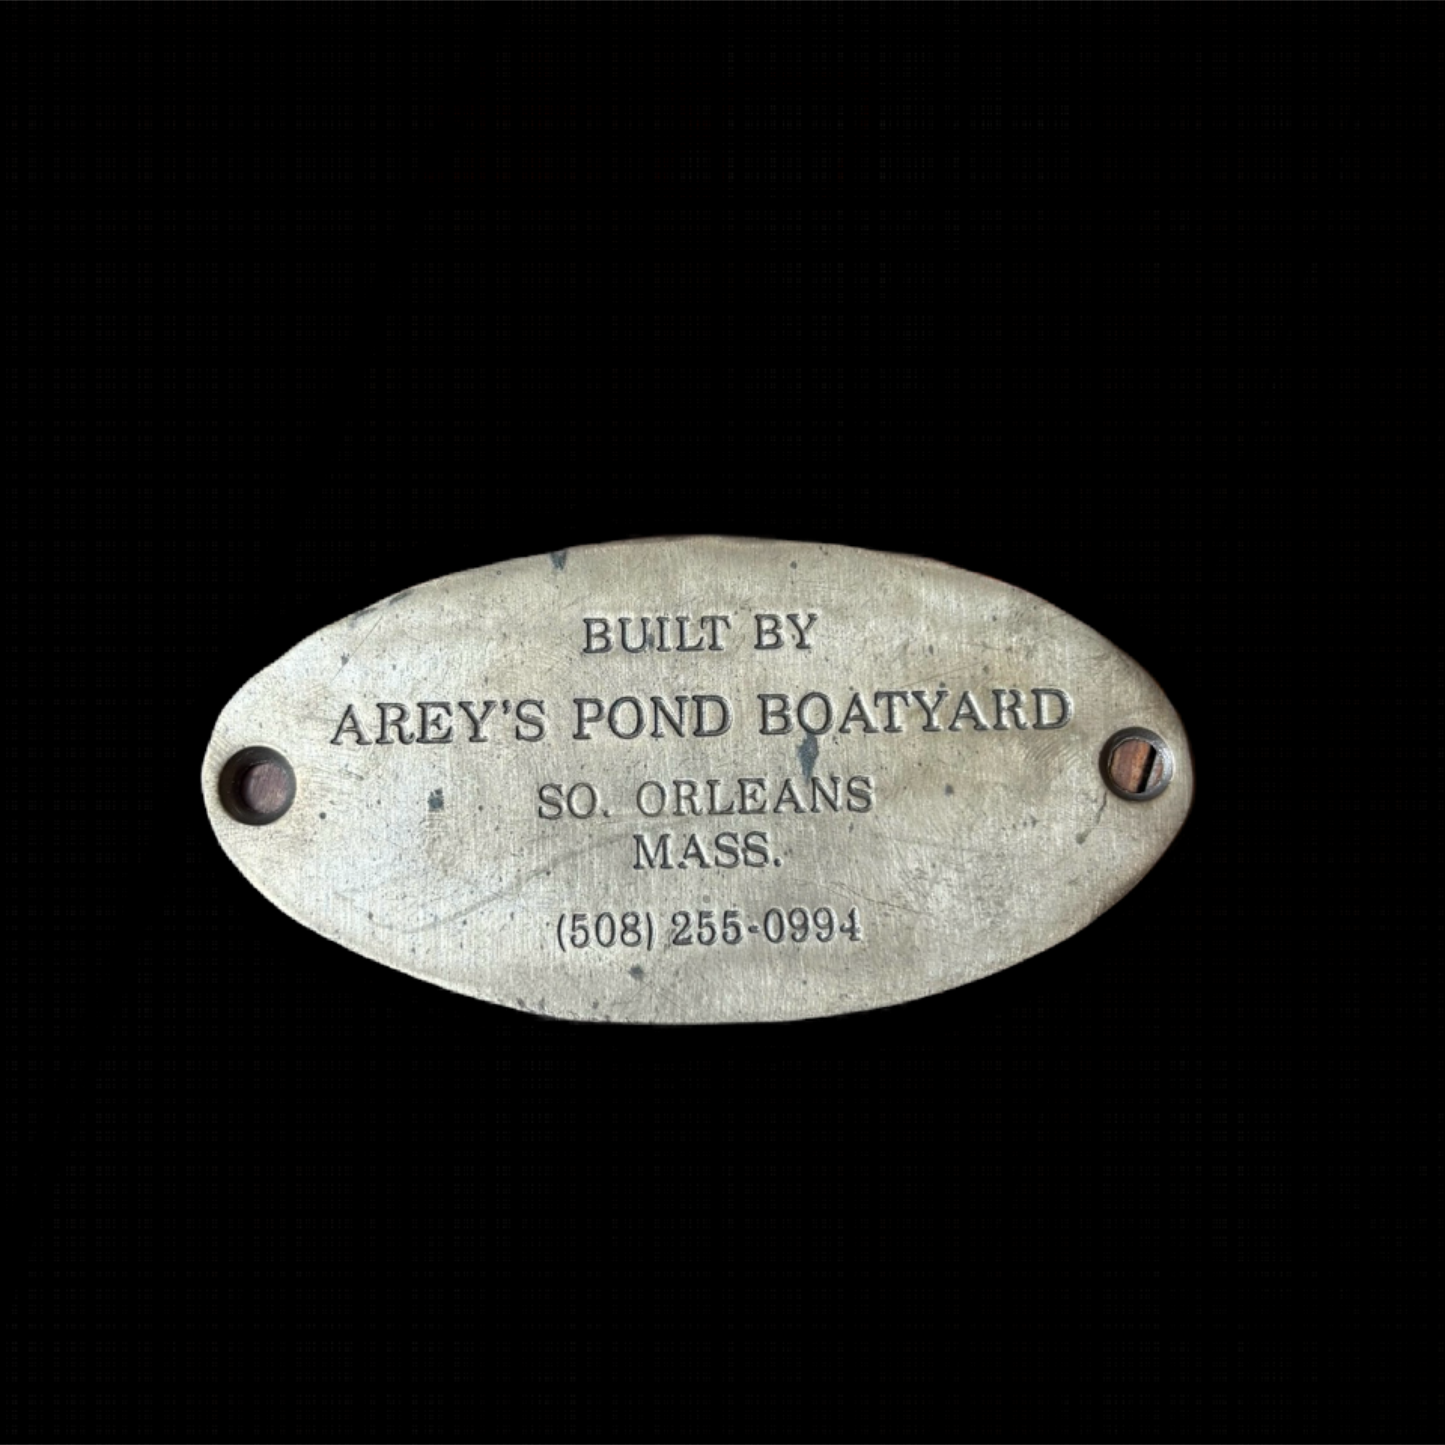 BUILT BY
AREY'S POND BOATYARD
SO. ORLEANS
MASS.
(508) 255-0994